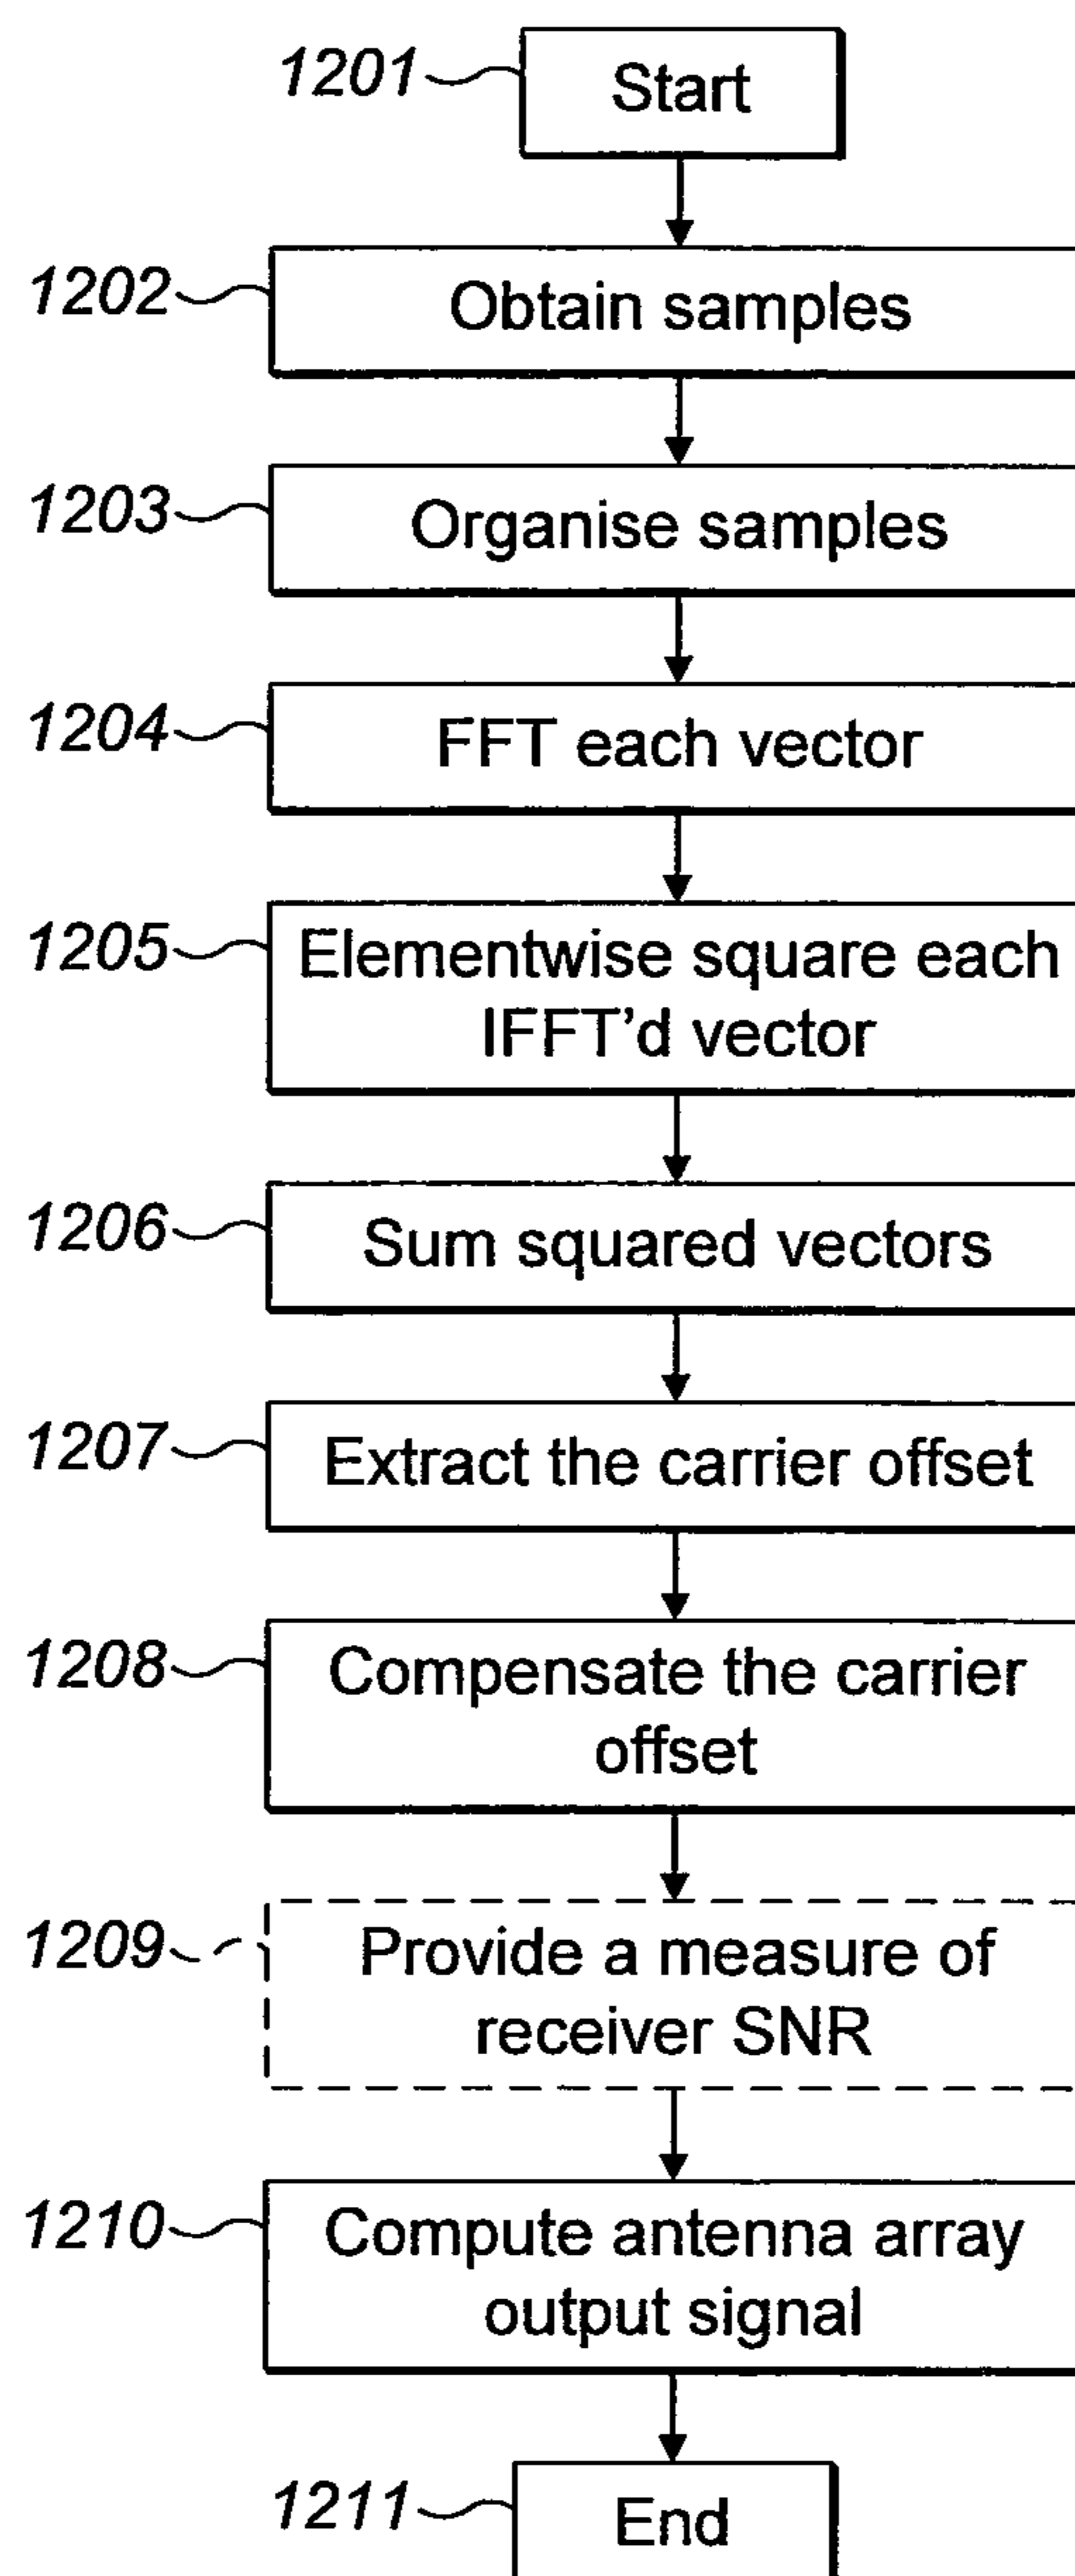 1201 Start
1202 Obtain samples
1203 Organise samples
1204 FFT each vector
1205 Elementwise square each
IFFT'd vector
1206 Sum squared vectors
1207 Extract the carrier offset
1208 Compensate the carrier
offset
1209 Provide a measure of
receiver SNR
1210 Compute antenna array
output signal
1211 End